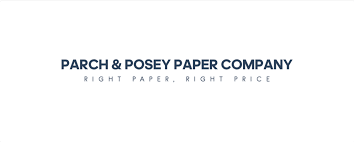 PARCH & POSEY PAPER COMPANY
RIGHT PAPER, RIGHT PRICE